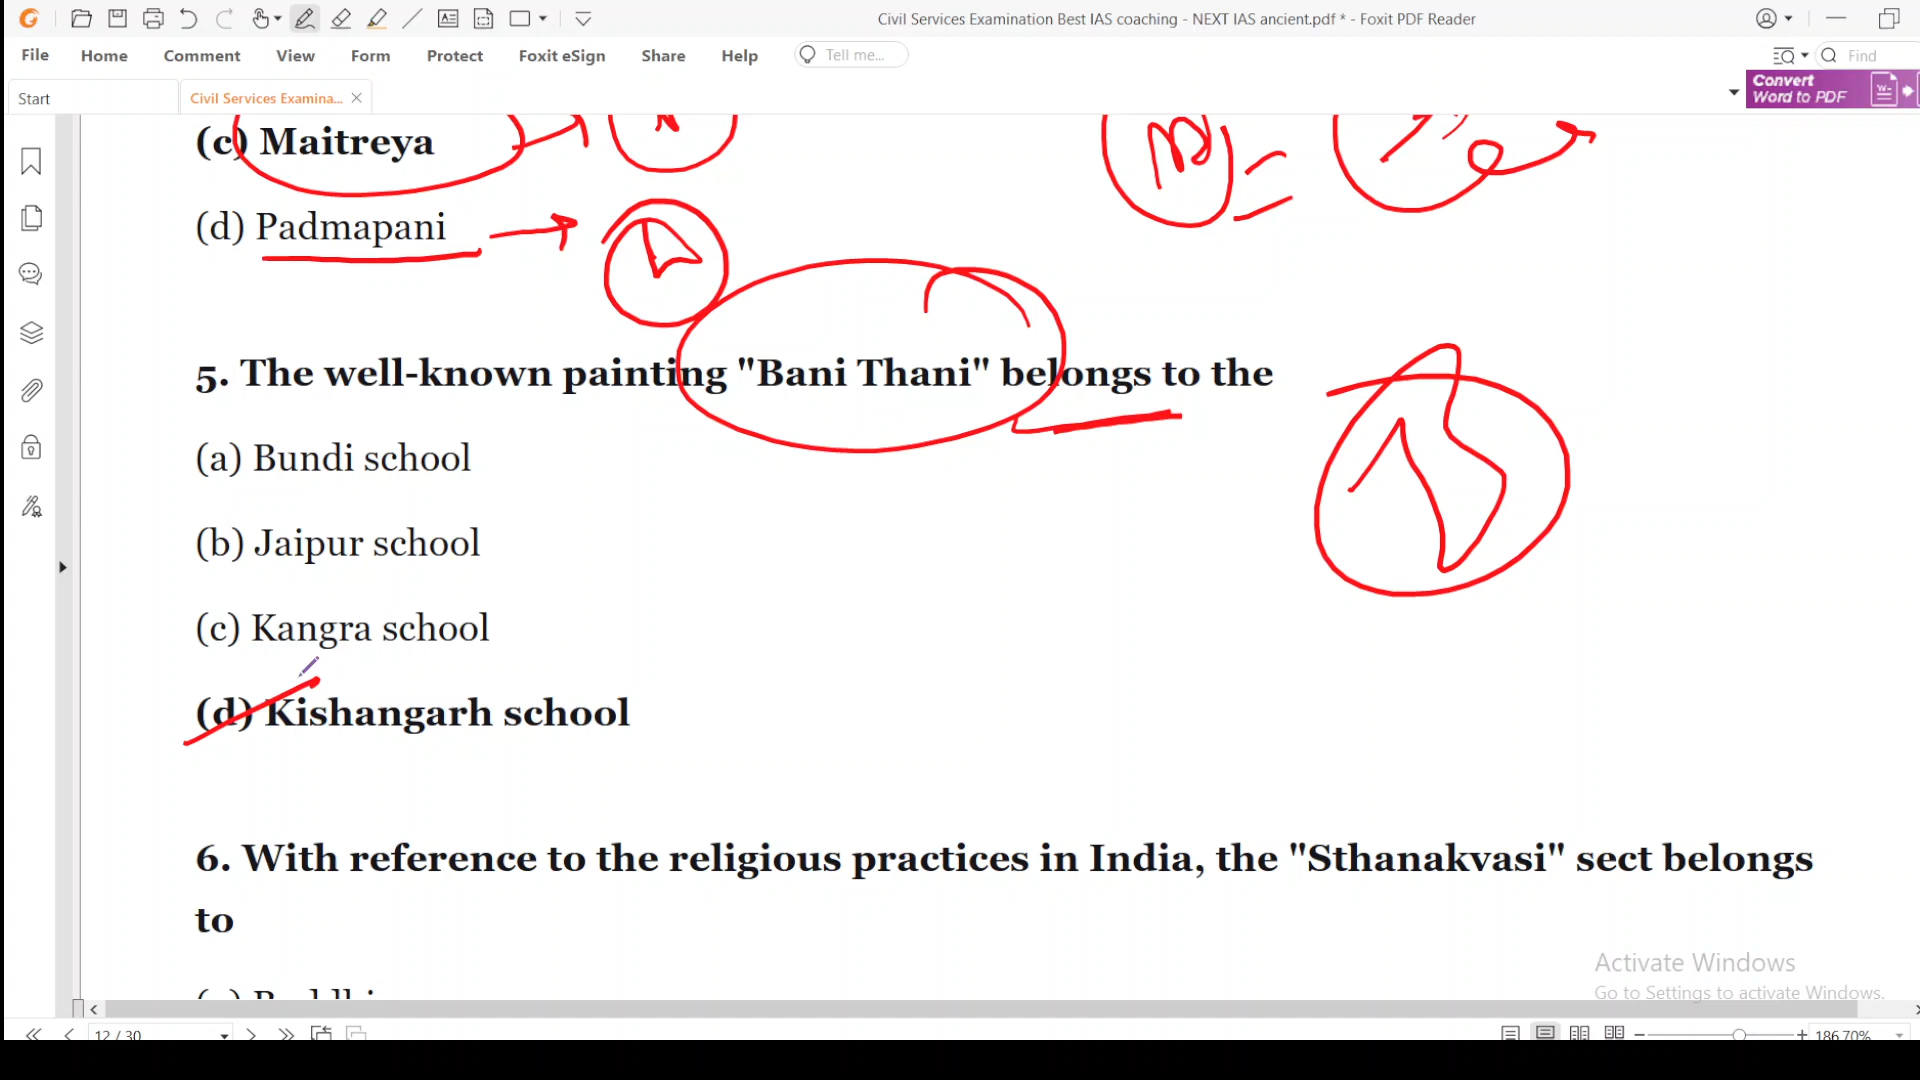 Civil Services Examination Best IAS coaching - NEXT IAS ancient.pdf * - Foxit PDF Reader
File Home Comment View Form Protect Foxit eSign Share Help Tell me... Find
Start Civil Services Examina... Convert Word to PDF
(c) Maitreya
(d) Padmapani
5. The well-known painting "Bani Thani" belongs to the
(a) Bundi school
(b) Jaipur school
(c) Kangra school
(d) Kishangarh school
6. With reference to the religious practices in India, the "Sthanakvasi" sect belongs
to
Activate Windows
Go to Settings to activate Windows.
12 / 30 186.70%